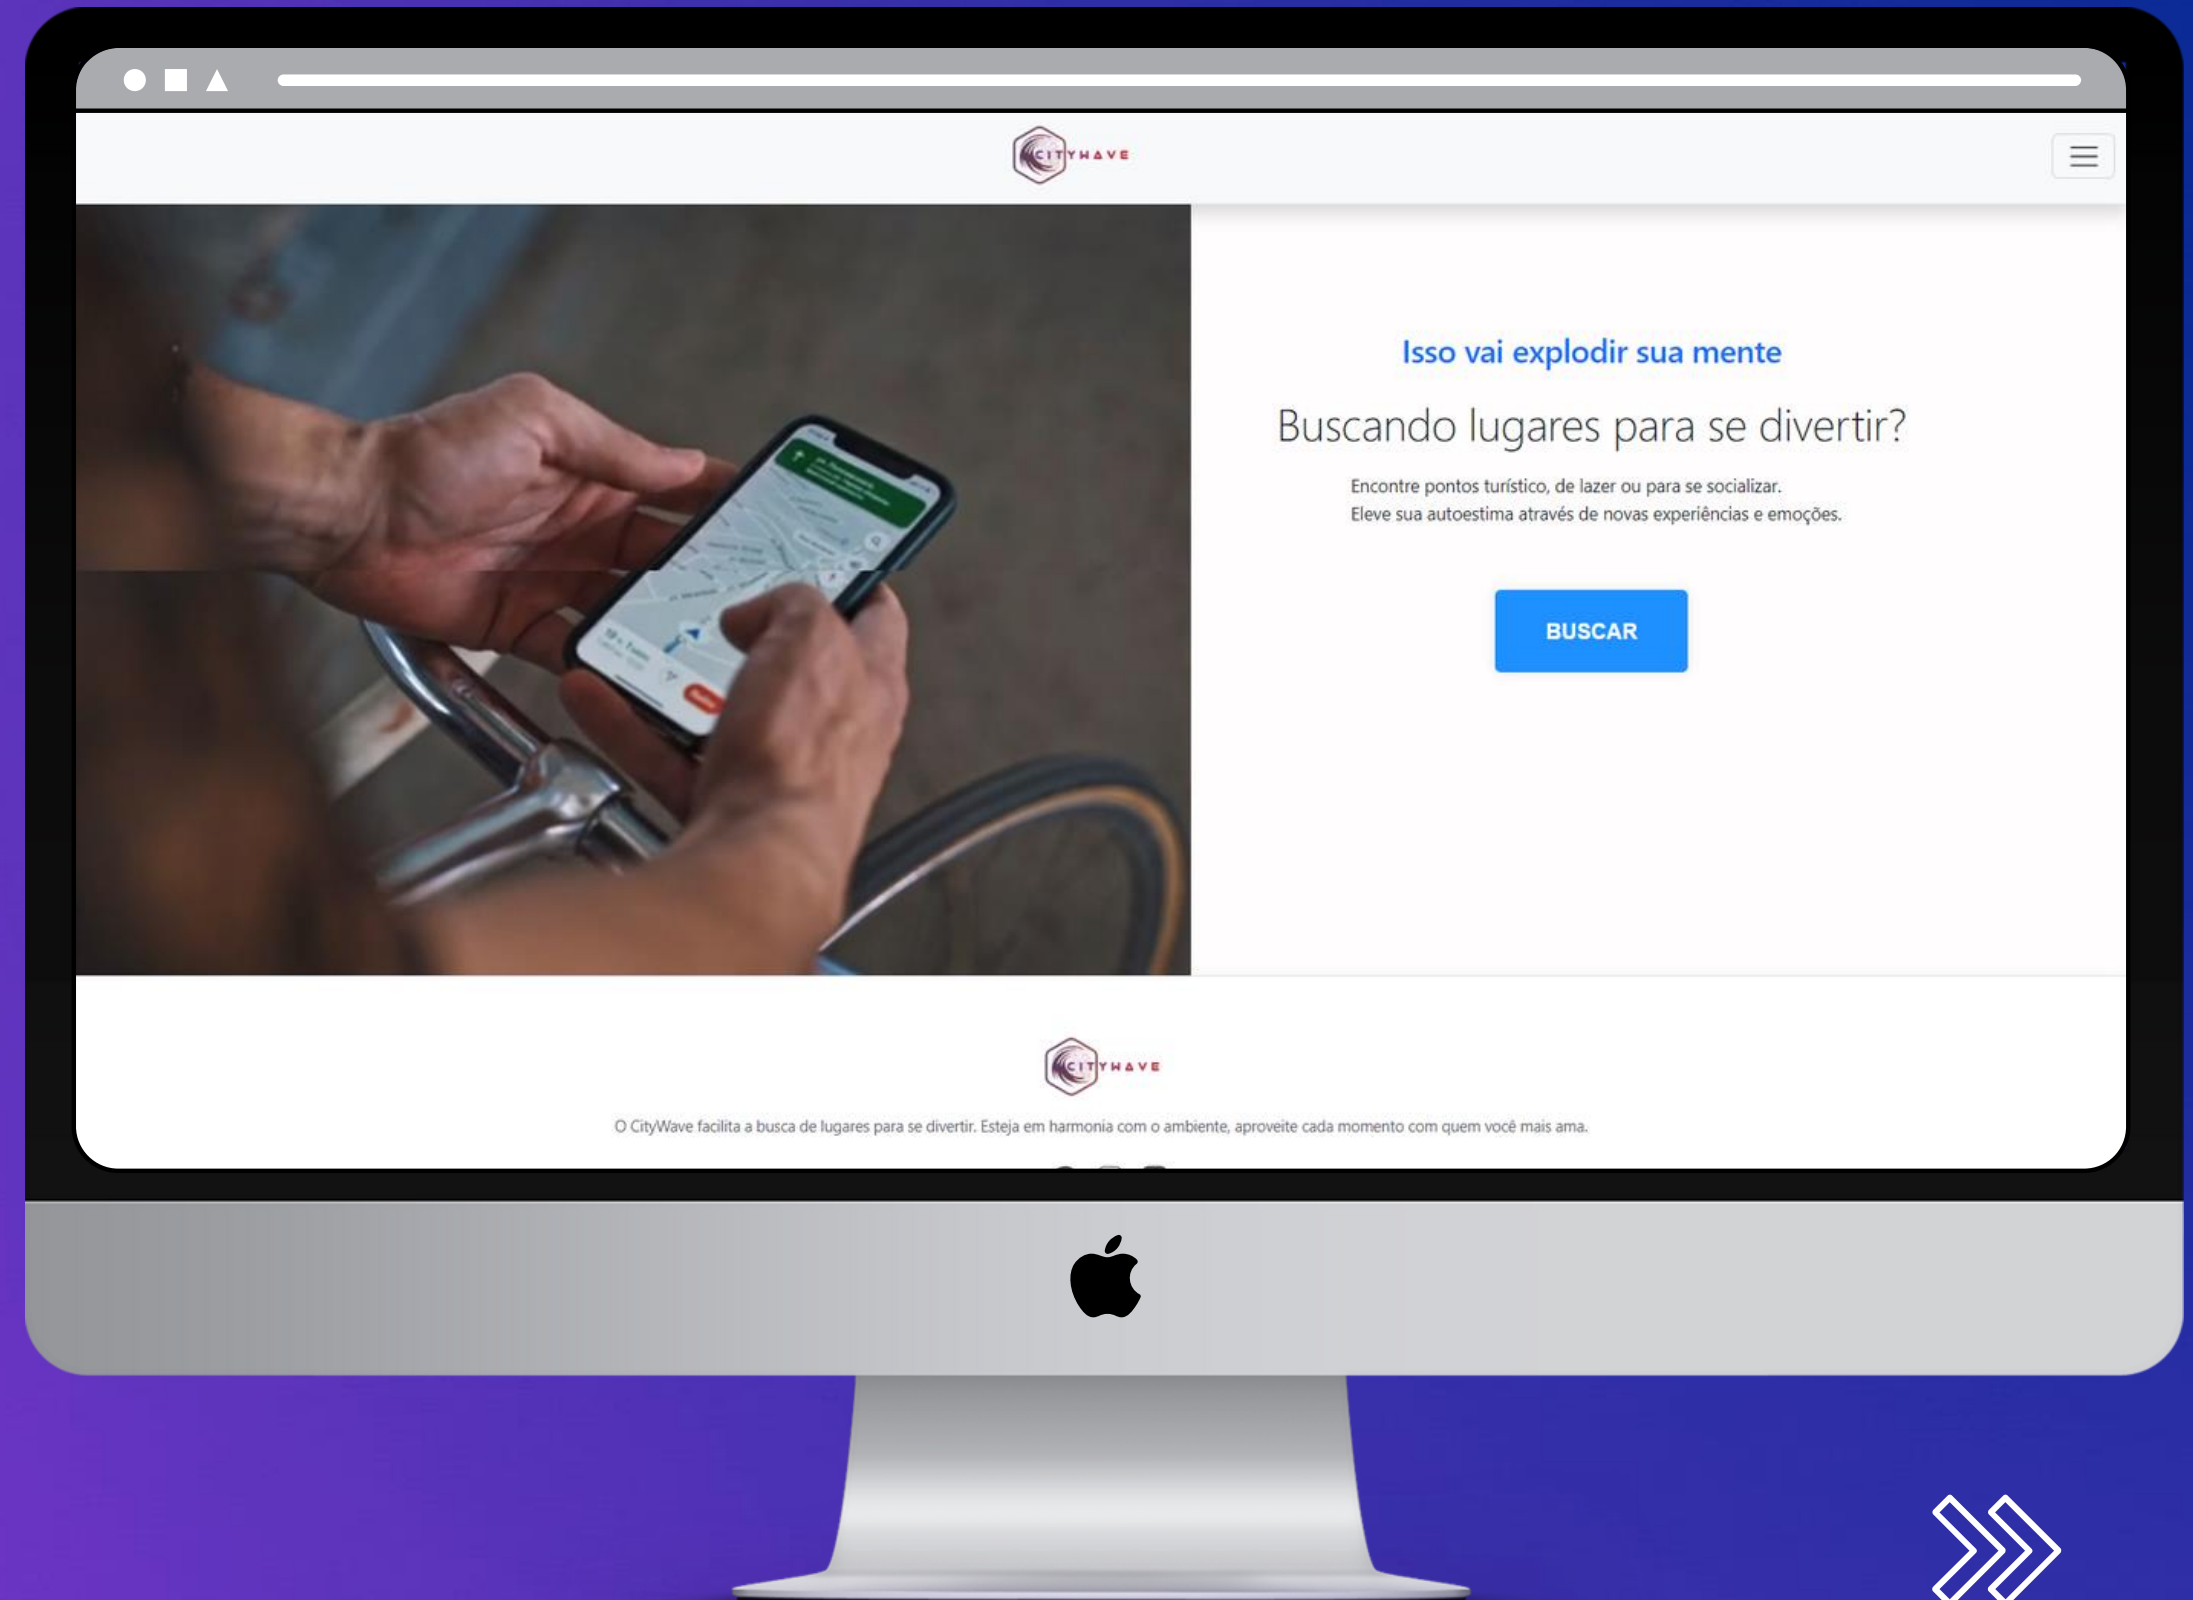 CITYWAVE
Isso vai explodir sua mente
Buscando lugares para se divertir?
Encontre pontos turístico, de lazer ou para se socializar.
Eleve sua autoestima através de novas experiências e emoções.
BUSCAR
CITYWAVE
O CityWave facilita a busca de lugares para se divertir. Esteja em harmonia com o ambiente, aproveite cada momento com quem você mais ama.